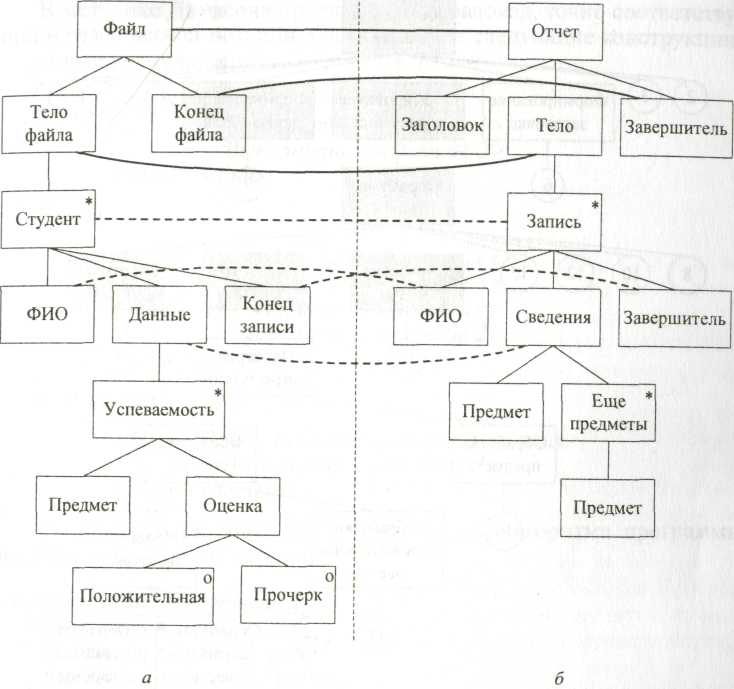 Файл
Отчет
Тело
файла
Конец
файла
Заголовок
Тело
Завершитель
Студент
*
Запись
*
ФИО
Данные
Конец
записи
ФИО
Сведения
Завершитель
Успеваемость
*
Предмет
Еще
предметы
*
Предмет
Оценка
Предмет
Положительная
о
Прочерк
о
а
б